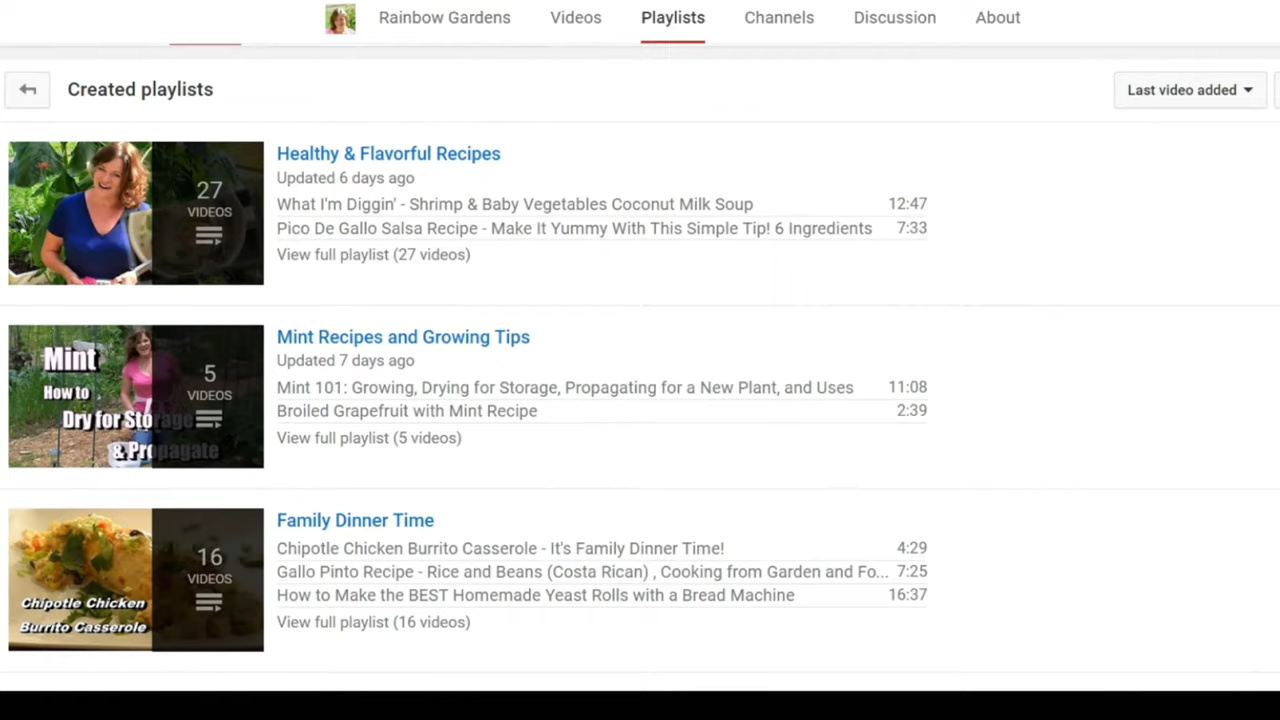 Rainbow Gardens Videos Playlists Channels Discussion About
Created playlists
Last video added
27
VIDEOS
Healthy & Flavorful Recipes
Updated 6 days ago
What I'm Diggin' - Shrimp & Baby Vegetables Coconut Milk Soup 12:47
Pico De Gallo Salsa Recipe - Make It Yummy With This Simple Tip! 6 Ingredients 7:33
View full playlist (27 videos)
Mint
How to
Dry for Storage
& Propagate
5
VIDEOS
Mint Recipes and Growing Tips
Updated 7 days ago
Mint 101: Growing, Drying for Storage, Propagating for a New Plant, and Uses 11:08
Broiled Grapefruit with Mint Recipe 2:39
View full playlist (5 videos)
Chipotle Chicken
Burrito Casserole
16
VIDEOS
Family Dinner Time
Chipotle Chicken Burrito Casserole - It's Family Dinner Time! 4:29
Gallo Pinto Recipe - Rice and Beans (Costa Rican) , Cooking from Garden and Fo... 7:25
How to Make the BEST Homemade Yeast Rolls with a Bread Machine 16:37
View full playlist (16 videos)